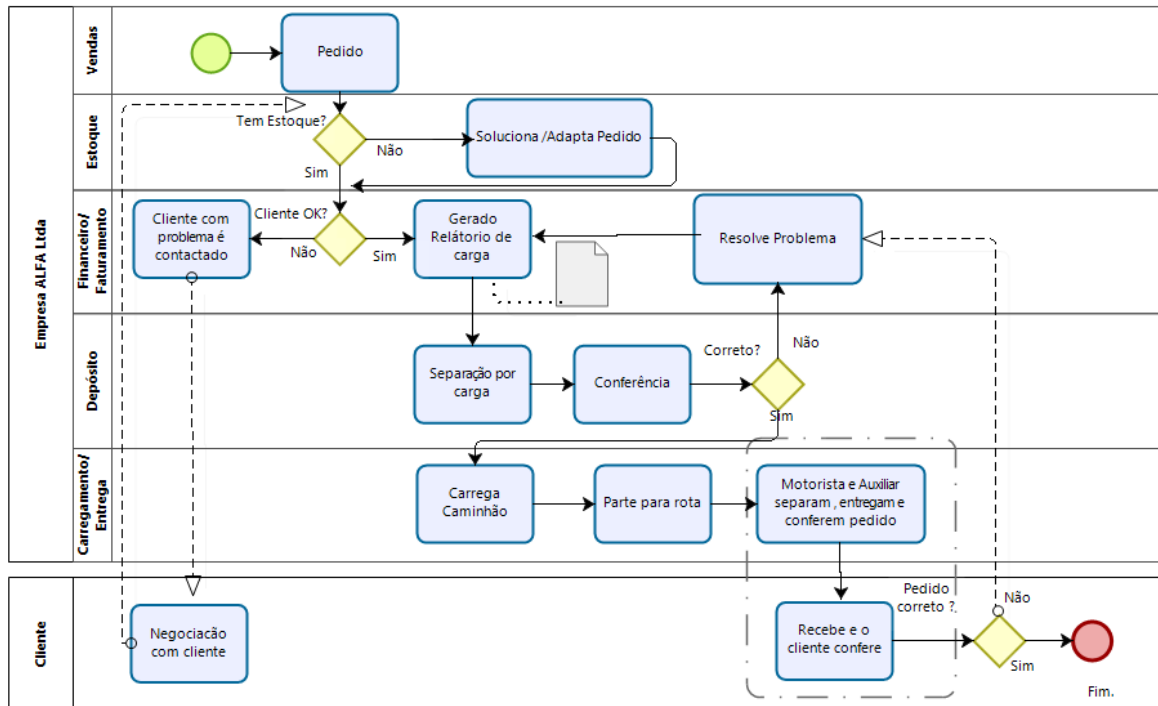 Empresa ALFA Ltda
Vendas
Pedido
Estoque
Tem Estoque?
Não
Sim
Soluciona /Adapta Pedido
Financeiro/
Faturamento
Cliente com
problema é
contactado
Cliente OK?
Não
Sim
Gerado
Relátorio de
carga
Resolve Problema
Depósito
Separação por
carga
Conferência
Correto?
Não
Sim
Carregamento/
Entrega
Carrega
Caminhão
Parte para rota
Motorista e Auxiliar
separam , entregam e
conferem pedido
Cliente
Negociacão
com cliente
Recebe e o
cliente confere
Pedido
correto ?
Não
Sim
Fim.